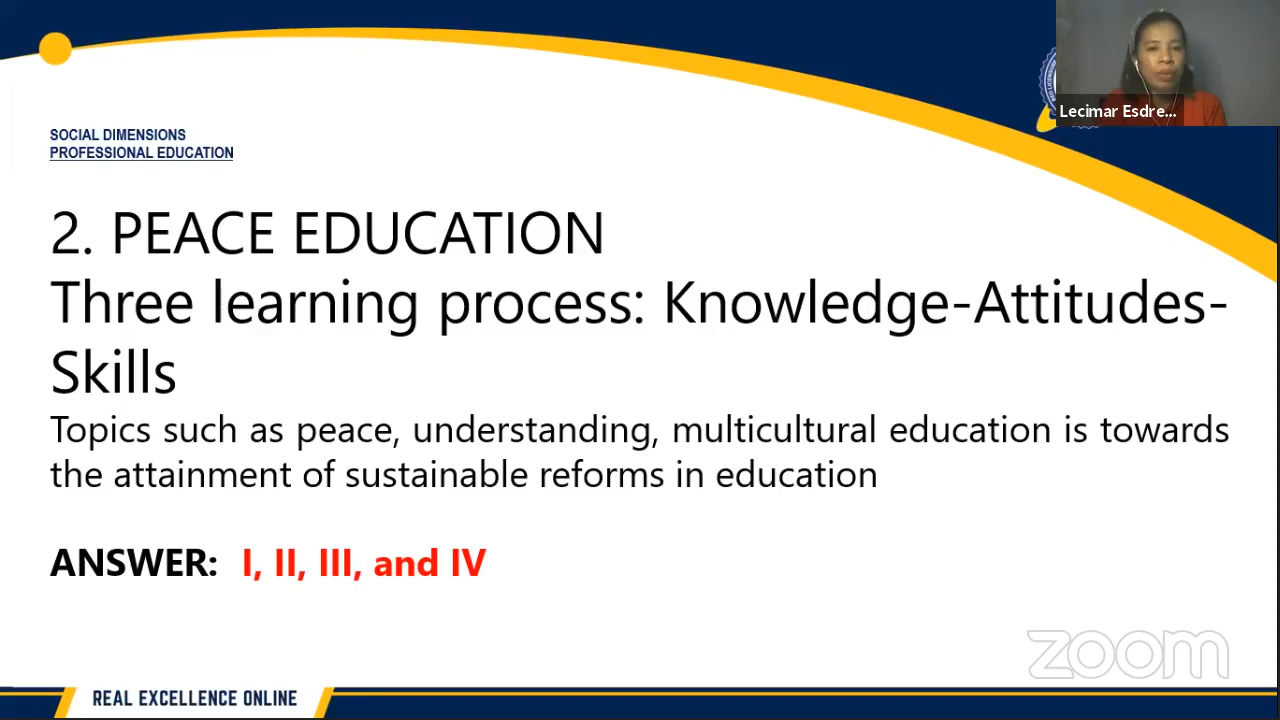 Lecimar Esdre...
SOCIAL DIMENSIONS
PROFESSIONAL EDUCATION
2. PEACE EDUCATION
Three learning process: Knowledge-Attitudes-
Skills
Topics such as peace, understanding, multicultural education is towards
the attainment of sustainable reforms in education
ANSWER: I, II, III, and IV
zoom
REAL EXCELLENCE ONLINE